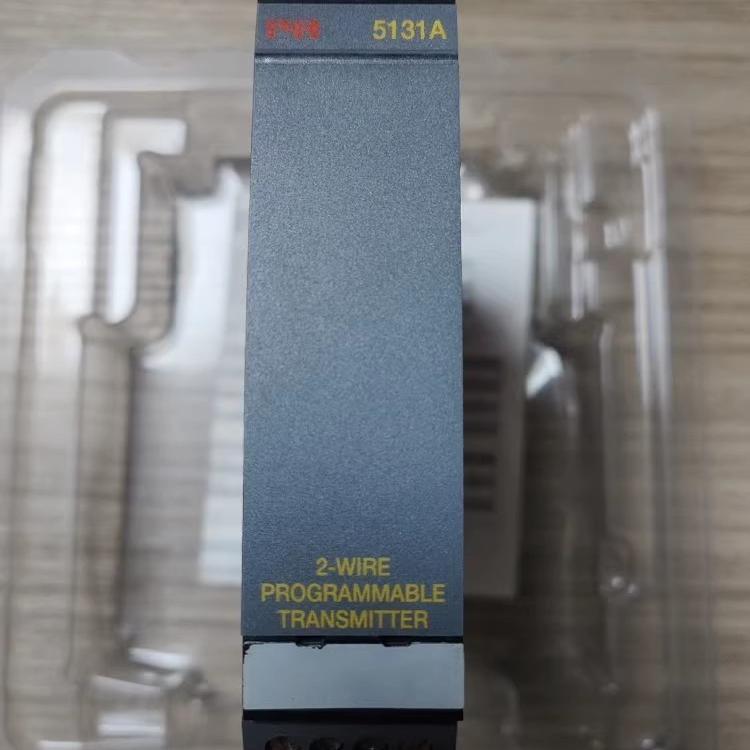 5131A
2-WIRE
PROGRAMMABLE
TRANSMITTER